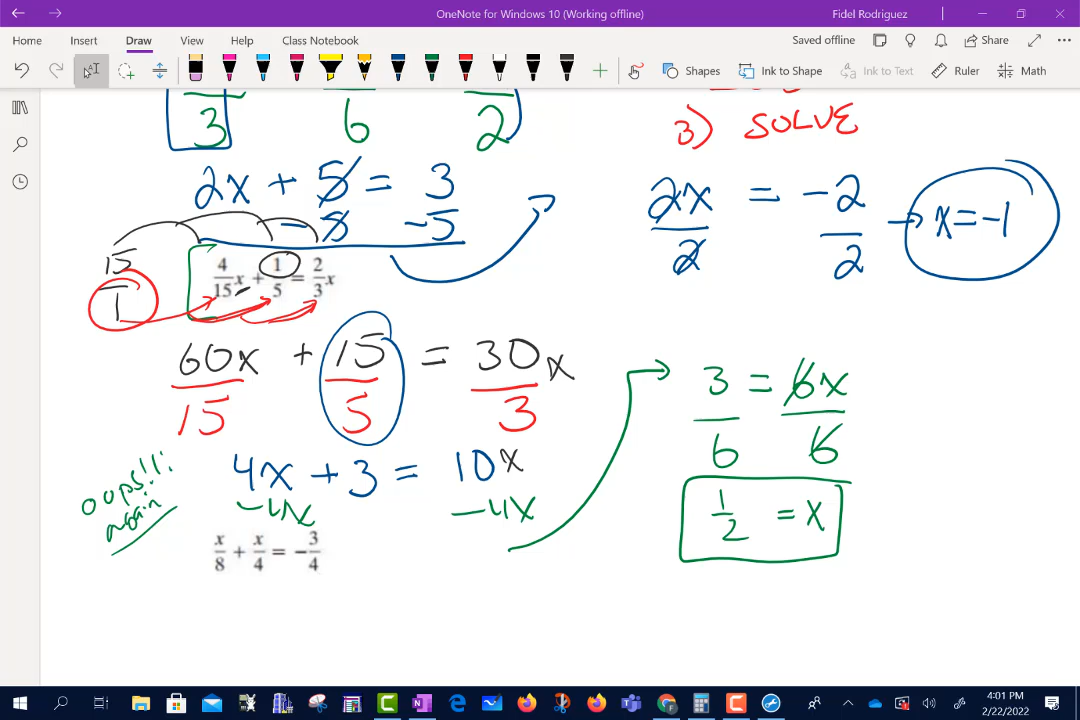 OneNote for Windows 10 (Working offline)
Fidel Rodriguez
Home Insert Draw View Help Class Notebook
Saved offline
Share
Shapes
Ink to Shape
Ink to Text
Ruler
Math
3 6 2
3) SOLVE
2x + 5 = 3
- 5 -5
2x/2 = -2/2 → x = -1
15/1
4/15 x + 1/5 = 2/3 x
60x/15 + 15/5 = 30x/3
3/6 = 6x/6
4x + 3 = 10x
-4x -4x
1/2 = x
oops!!!
again
x/8 + x/4 = -3/4
4:01 PM
2/22/2022